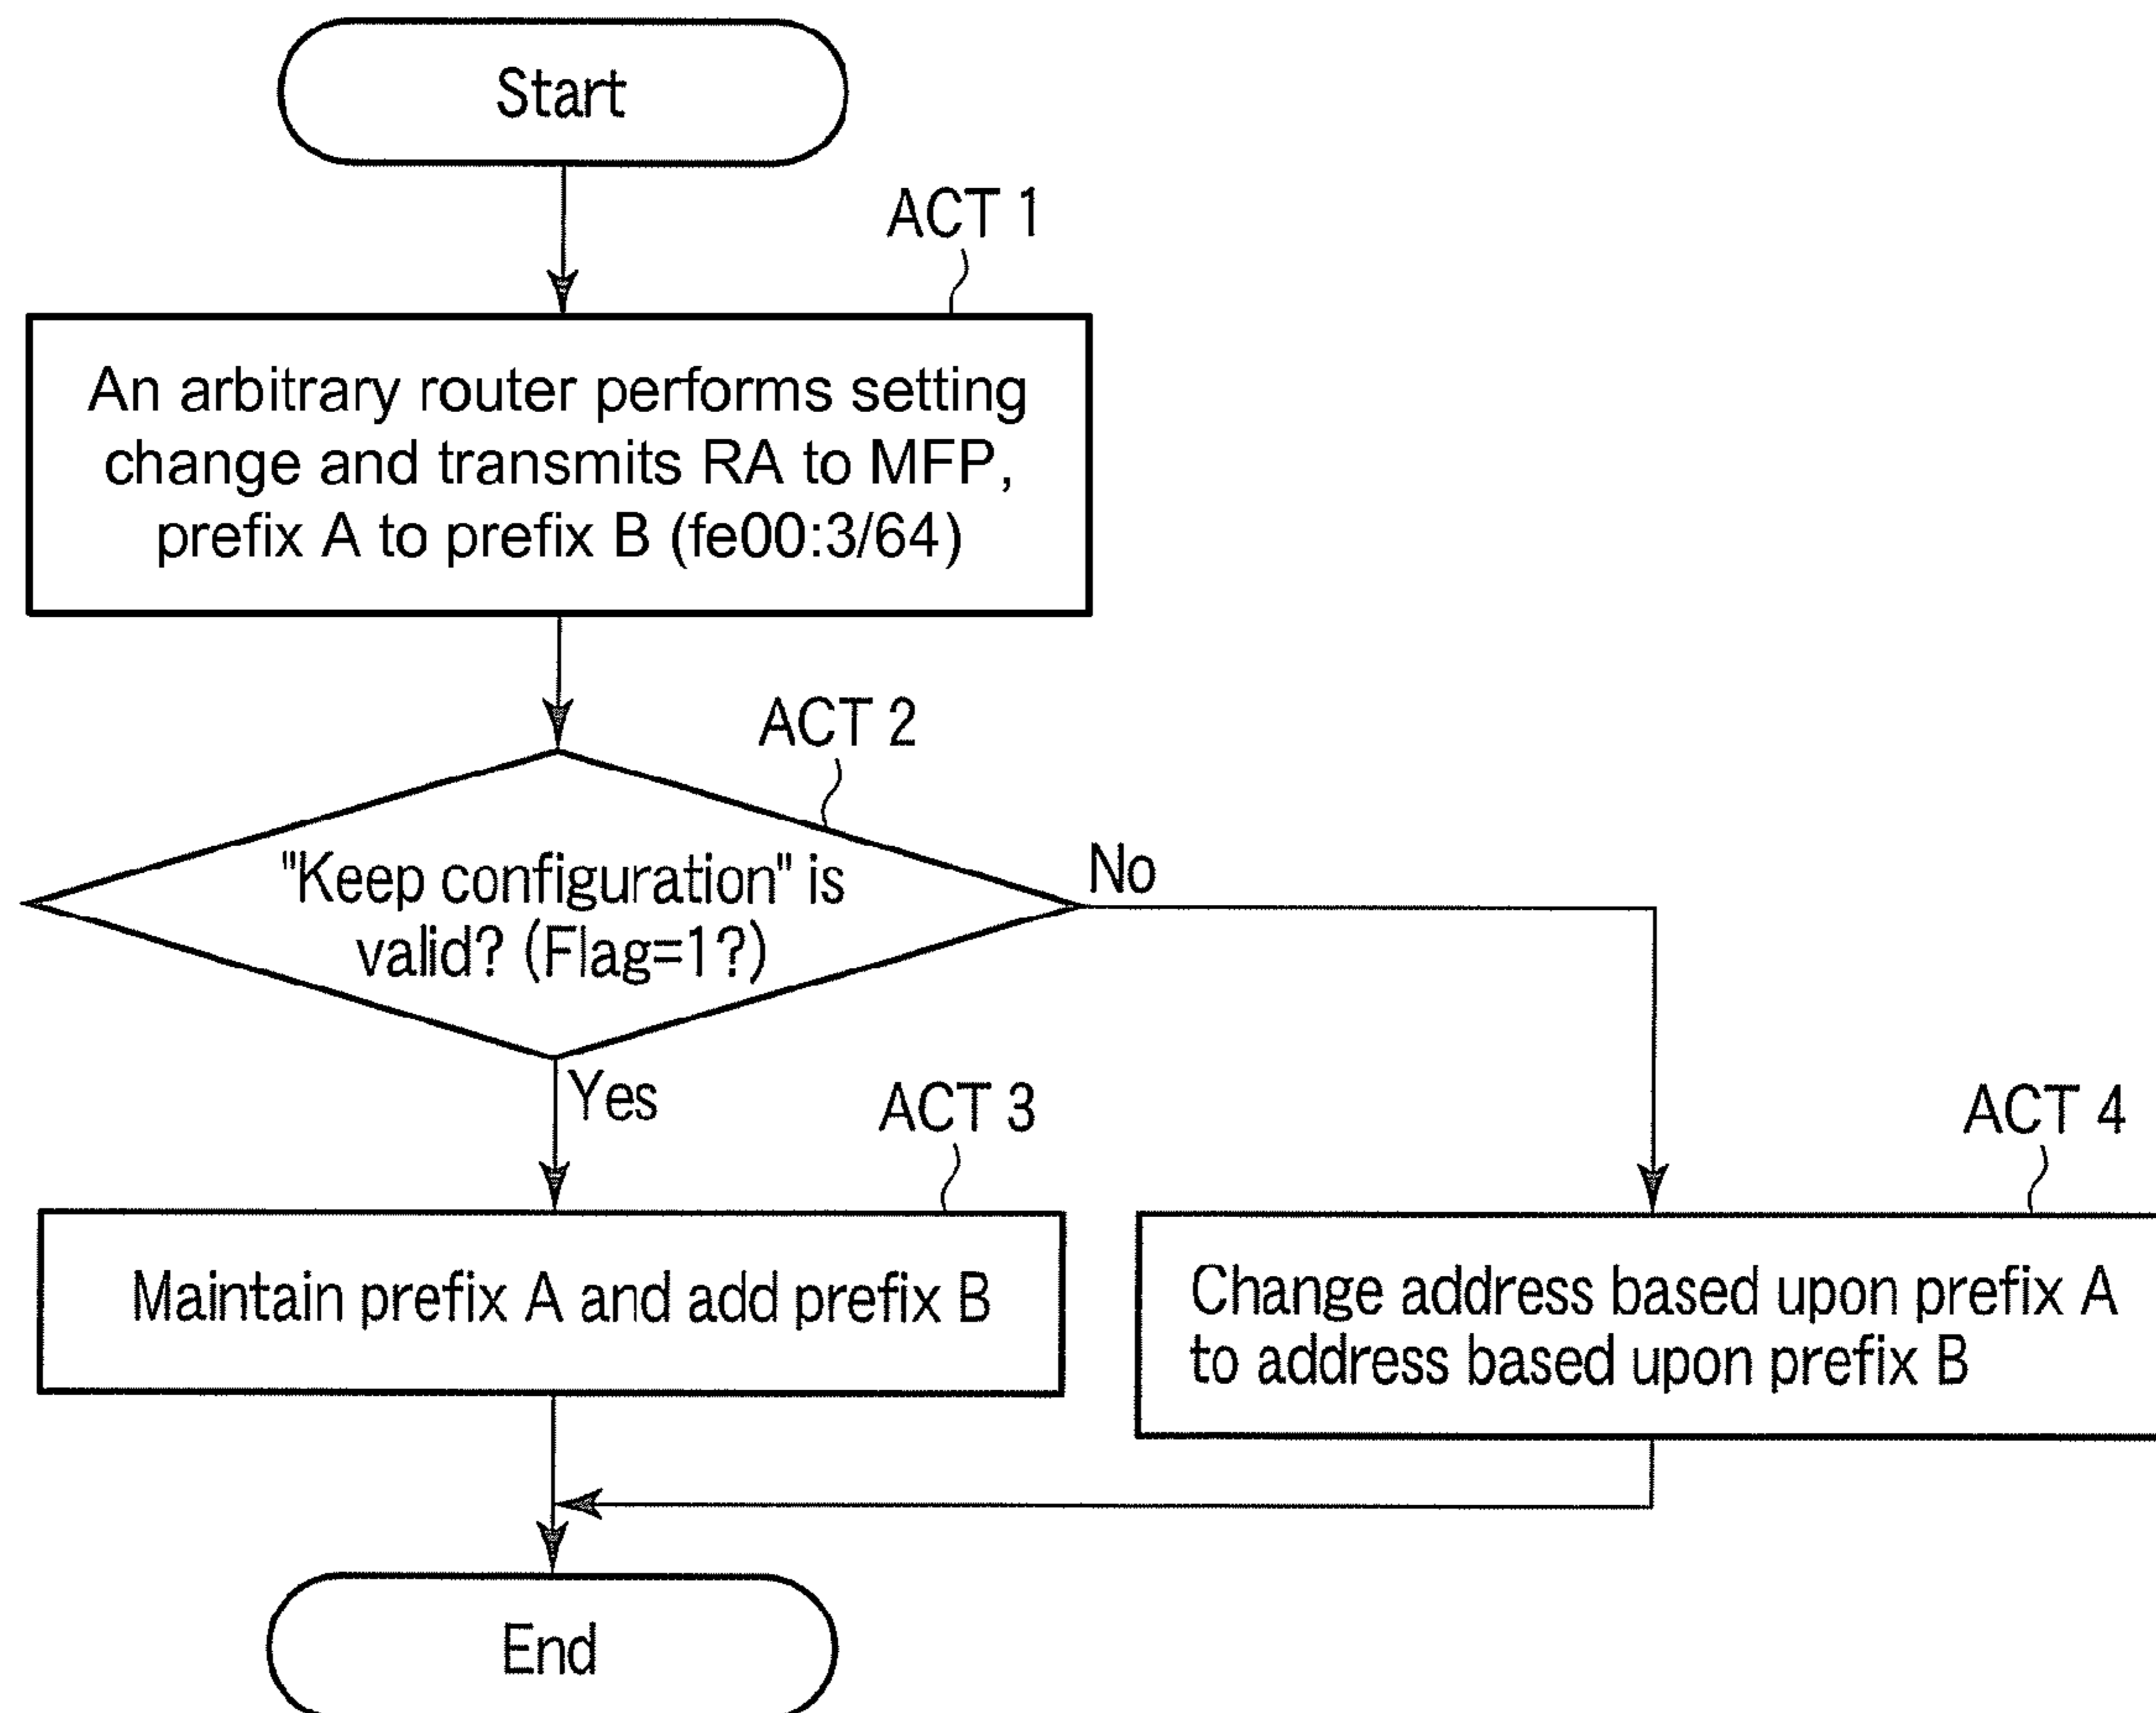 Start
ACT 1
An arbitrary router performs setting
change and transmits RA to MFP,
prefix A to prefix B (fe00:3/64)
ACT 2
"Keep configuration" is
valid? (Flag=1?)
No
Yes
ACT 3
ACT 4
Maintain prefix A and add prefix B
Change address based upon prefix A
to address based upon prefix B
End